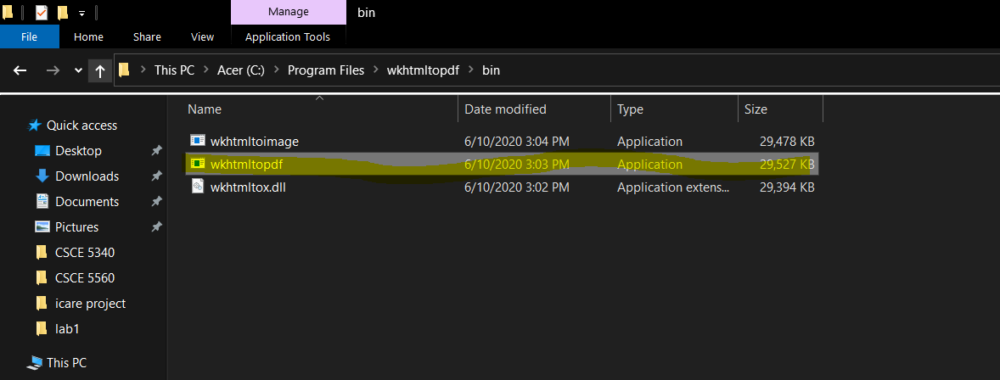 Manage bin
File Home Share View Application Tools
This PC Acer (C:) Program Files wkhtmltopdf bin
Name Date modified Type Size
Quick access
Desktop
Downloads
Documents
Pictures
CSCE 5340
CSCE 5560
icare project
lab1
This PC
wkhtmltoimage 6/10/2020 3:04 PM Application 29,478 KB
wkhtmltopdf 6/10/2020 3:03 PM Application 29,527 KB
wkhtmltox.dll 6/10/2020 3:02 PM Application extens... 29,394 KB